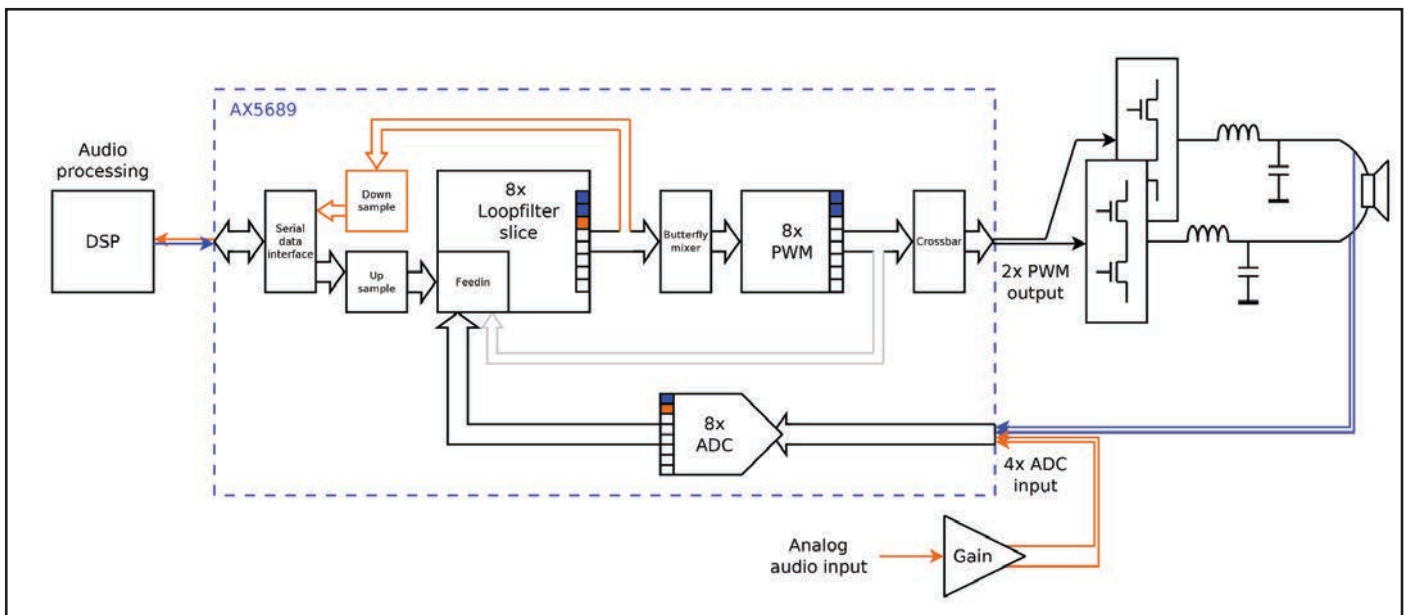 AX5689
Audio
processing
DSP
Serial
data
interface
Down
sample
Up
sample
8x
Loopfilter
slice
Feedin
Butterfly
mixer
8x
PWM
Crossbar
2x PWM
output
8x
ADC
4x ADC
input
Analog
audio input
Gain